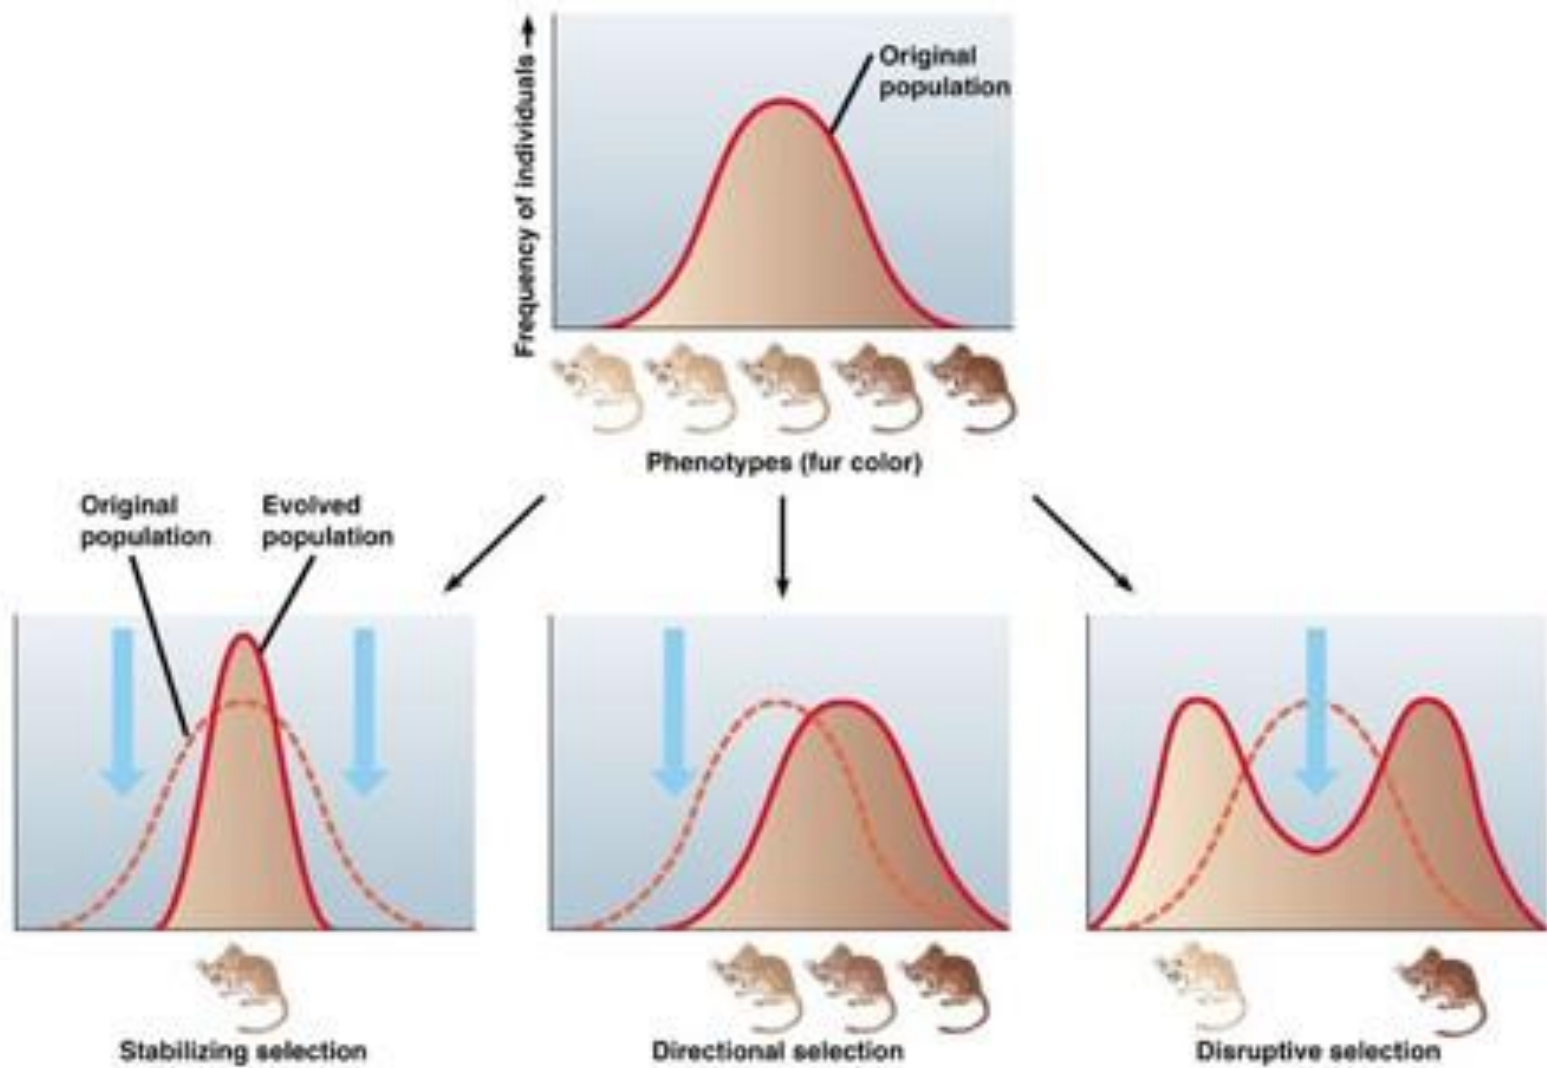 Frequency of individuals
Original
population
Phenotypes (fur color)
Original
population
Evolved
population
Stabilizing selection
Directional selection
Disruptive selection